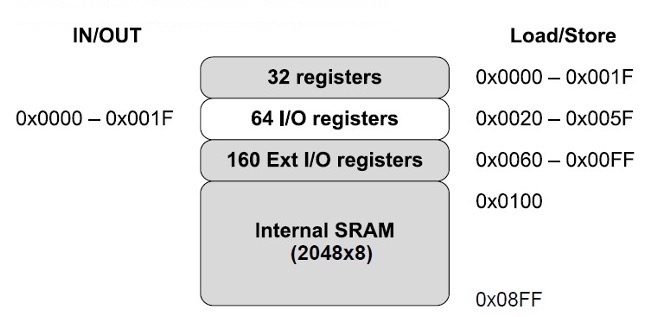 IN/OUT
Load/Store
32 registers
0x0000 – 0x001F
0x0000 – 0x001F
64 I/O registers
0x0020 – 0x005F
160 Ext I/O registers
0x0060 – 0x00FF
0x0100
Internal SRAM
(2048x8)
0x08FF